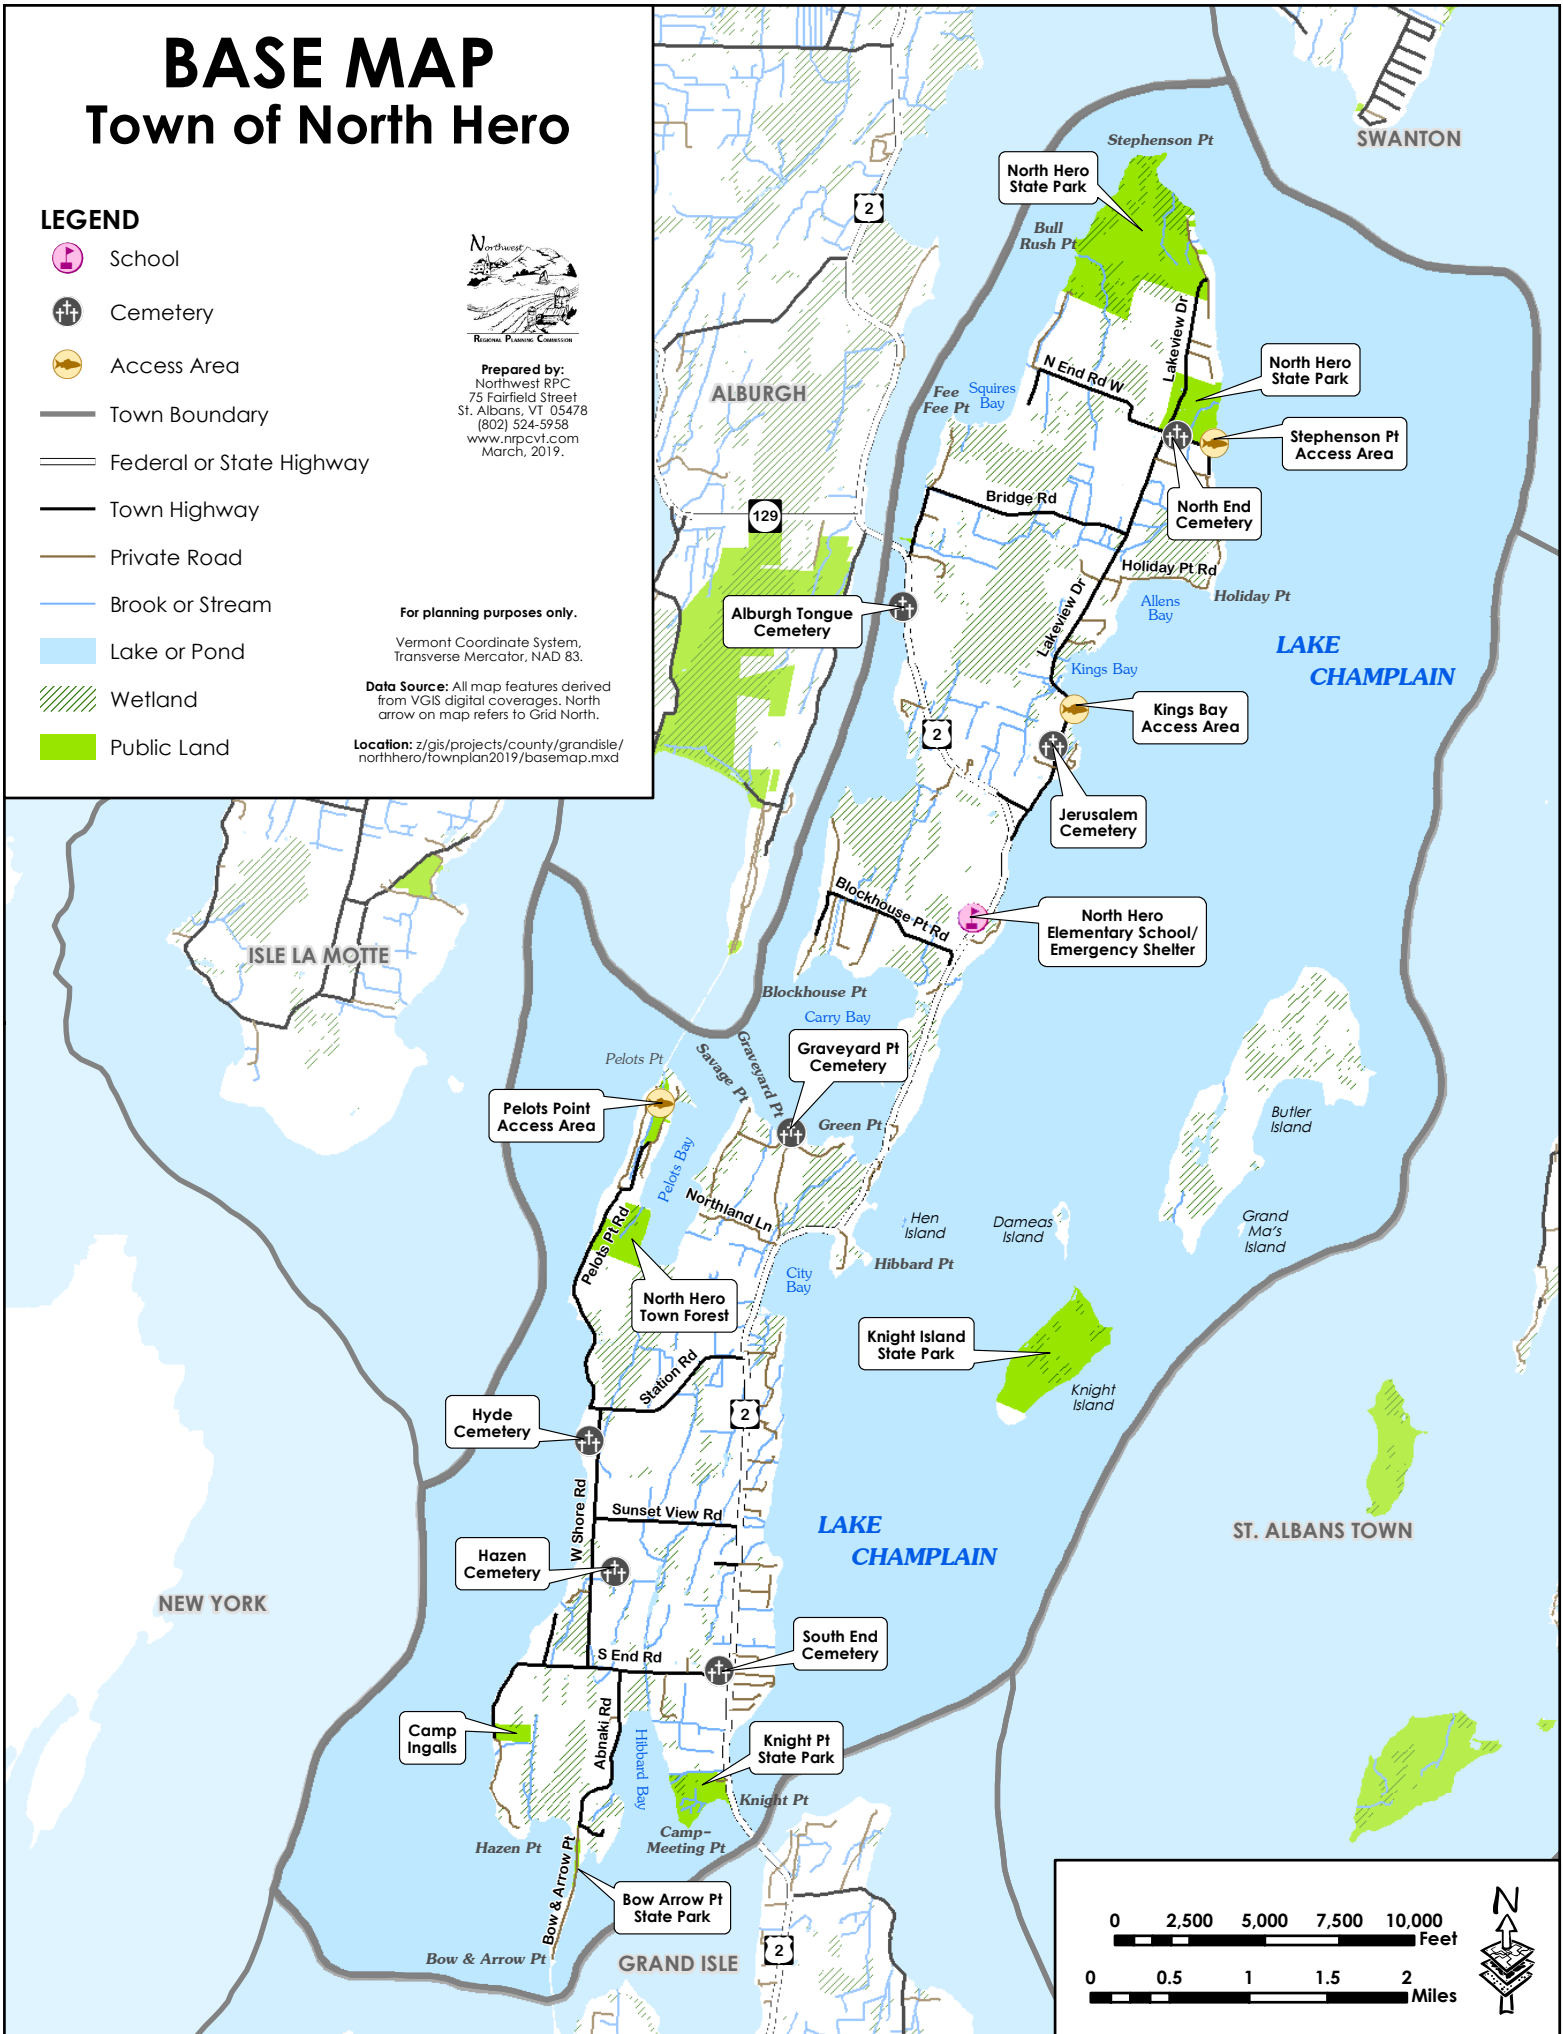 BASE MAP
Town of North Hero
LEGEND
School
Cemetery
Access Area
Town Boundary
Federal or State Highway
Town Highway
Private Road
Brook or Stream
Lake or Pond
Wetland
Public Land
Northwest
REGIONAL PLANNING COMMISSION
Prepared by:
Northwest RPC
75 Fairfield Street
St. Albans, VT 05478
(802) 524-5958
www.nrpcvt.com
March, 2019.
For planning purposes only.
Vermont Coordinate System,
Transverse Mercator, NAD 83.
Data Source: All map features derived
from VGIS digital coverages. North
arrow on map refers to Grid North.
Location: z/gis/projects/county/grandisle/
northhero/townplan2019/basemap.mxd
SWANTON
Stephenson Pt
North Hero
State Park
2
Bull
Rush Pt
Lakeview Dr
North Hero
State Park
N End Rd W
ALBURGH
Fee
Fee Pt
Squires
Bay
Stephenson Pt
Access Area
North End
Cemetery
Bridge Rd
129
Holiday Pt Rd
Holiday Pt
Allens
Bay
Alburgh Tongue
Cemetery
Lakeview Dr
LAKE
CHAMPLAIN
Kings Bay
Kings Bay
Access Area
2
Jerusalem
Cemetery
Blockhouse Pt Rd
North Hero
Elementary School/
Emergency Shelter
ISLE LA MOTTE
Blockhouse Pt
Carry Bay
Graveyard Pt
Cemetery
Pelots Pt
Savage Pt
Graveyard Pt
Green Pt
Pelots Point
Access Area
Butler
Island
Pelots Bay
Northland Ln
Hen
Island
Dameas
Island
Grand
Ma's
Island
Pelots Pt Rd
Hibbard Pt
City
Bay
North Hero
Town Forest
Knight Island
State Park
Knight
Island
Station Rd
2
Hyde
Cemetery
W Shore Rd
Sunset View Rd
LAKE
CHAMPLAIN
ST. ALBANS TOWN
Hazen
Cemetery
NEW YORK
South End
Cemetery
S End Rd
Abnaki Rd
Camp
Ingalls
Hibbard Bay
Knight Pt
State Park
Knight Pt
Camp-
Meeting Pt
Hazen Pt
Bow & Arrow Pt
Bow Arrow Pt
State Park
Bow & Arrow Pt
GRAND ISLE
2
0 2,500 5,000 7,500 10,000
Feet
0 0.5 1 1.5 2
Miles
N